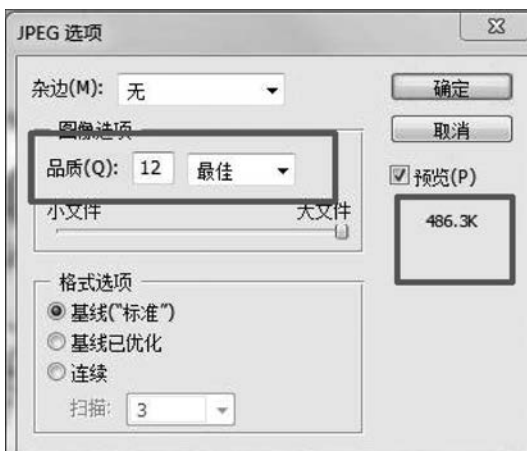 JPEG 选项
杂边(M): 无
确定
图像选项
取消
品质(Q): 12 最佳
预览(P)
小文件 大文件
486.3K
格式选项
基线("标准")
基线已优化
连续
扫描: 3